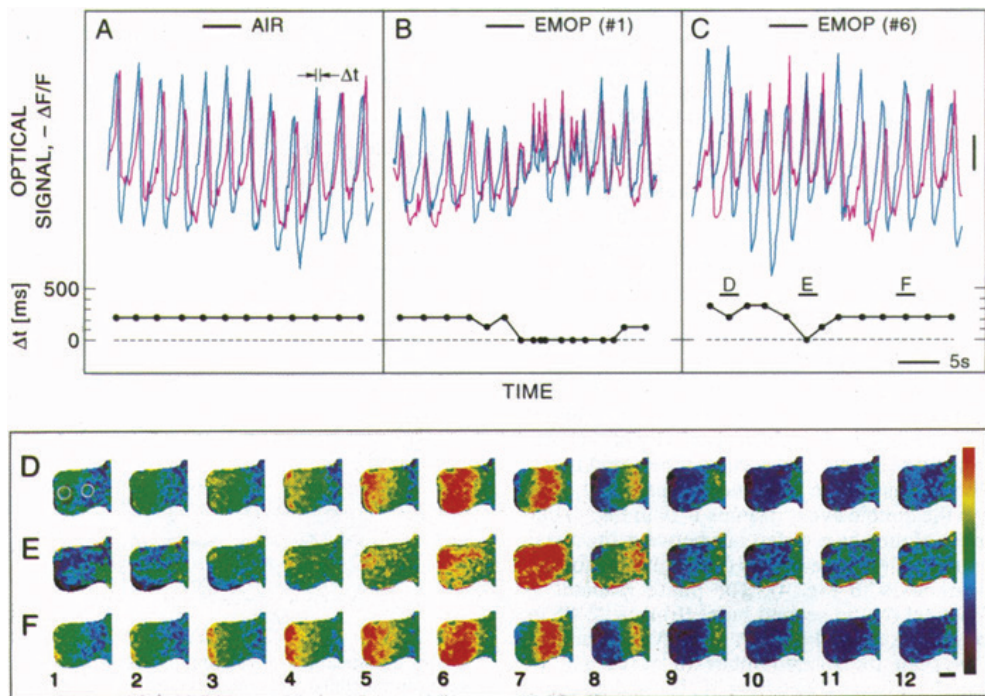 A AIR
B EMOP (#1)
C EMOP (#6)
Δt
OPTICAL
SIGNAL, – ΔF/F
500
Δt [ms]
0
D E F
5s
TIME
D
E
F
1 2 3 4 5 6 7 8 9 10 11 12